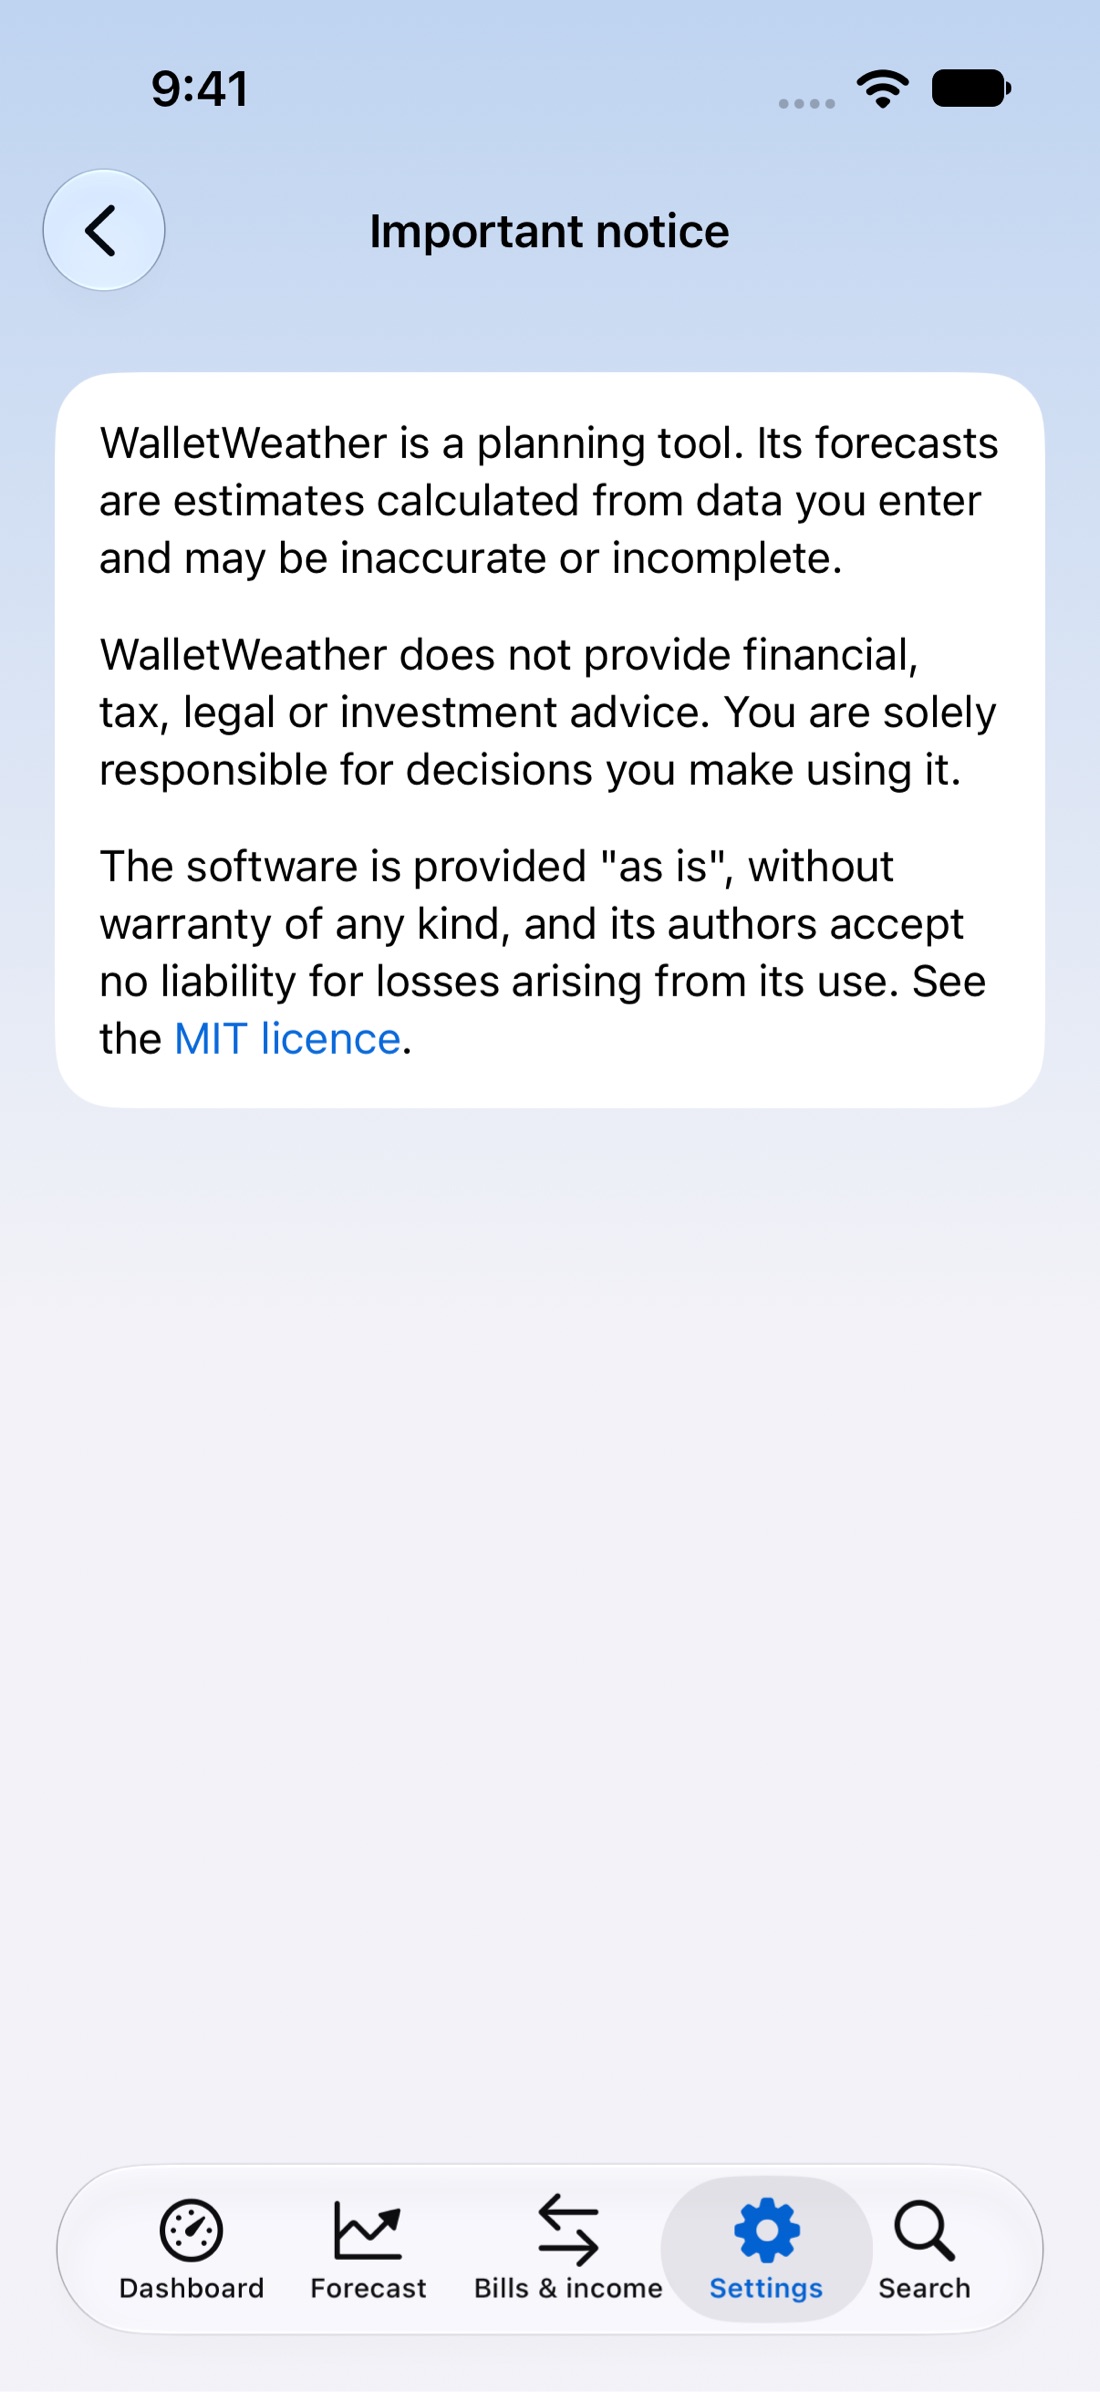 9:41
Important notice
WalletWeather is a planning tool. Its forecasts
are estimates calculated from data you enter
and may be inaccurate or incomplete.
WalletWeather does not provide financial,
tax, legal or investment advice. You are solely
responsible for decisions you make using it.
The software is provided "as is", without
warranty of any kind, and its authors accept
no liability for losses arising from its use. See
the MIT licence.
Dashboard Forecast Bills & income Settings Search